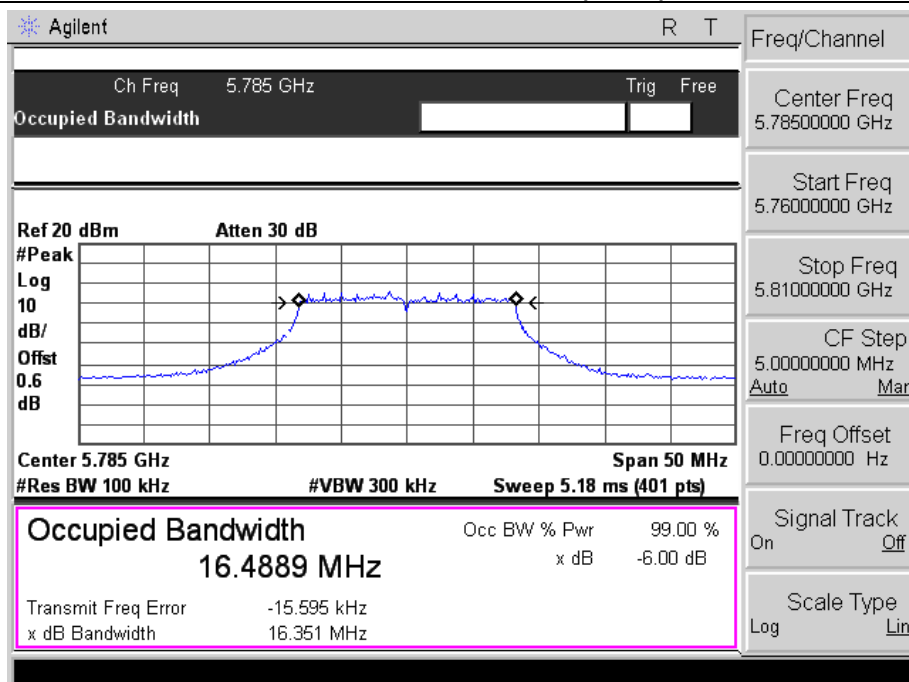 Agilent R T
Freq/Channel
Ch Freq 5.785 GHz Trig Free
Occupied Bandwidth
Center Freq
5.78500000 GHz
Start Freq
5.76000000 GHz
Ref 20 dBm Atten 30 dB
#Peak
Log
10
dB/
Offst
0.6
dB
Stop Freq
5.81000000 GHz
CF Step
5.00000000 MHz
Auto Mar
Center 5.785 GHz Span 50 MHz
#Res BW 100 kHz #VBW 300 kHz Sweep 5.18 ms (401 pts)
Freq Offset
0.00000000 Hz
Occupied Bandwidth
16.4889 MHz
Occ BW % Pwr 99.00 %
x dB -6.00 dB
Transmit Freq Error -15.595 kHz
x dB Bandwidth 16.351 MHz
Signal Track
On Off
Scale Type
Log Lin